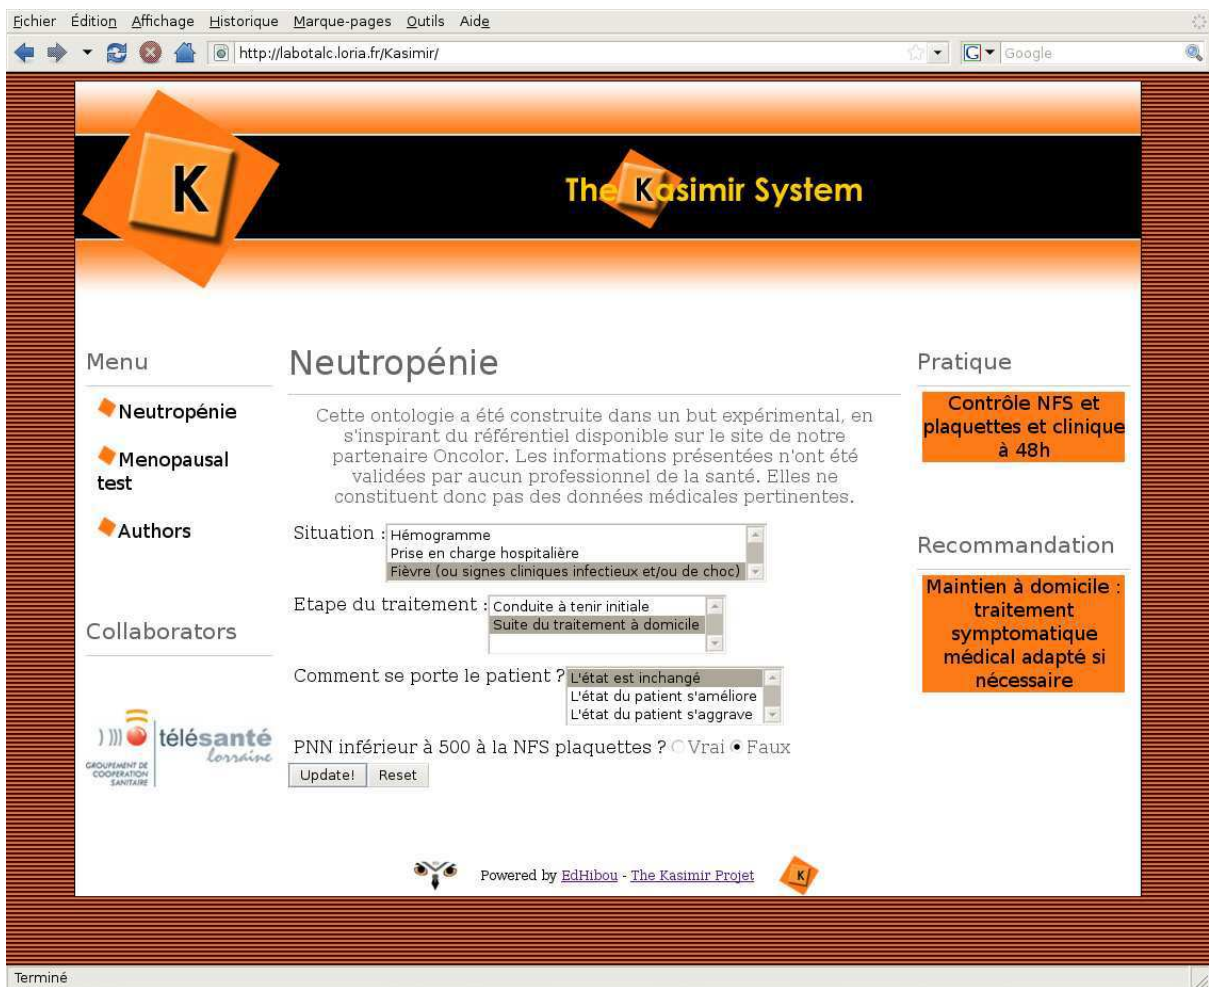 Fichier Édition Affichage Historique Marque-pages Outils Aide
http://labotalc.loria.fr/Kasimir/
G
Google
K
The Kasimir System
Menu
Neutropénie
Menopausal
test
Authors
Collaborators
télésanté
lorraine
GROUPEMENT DE
COOPERATION
SANITAIRE
Neutropénie
Cette ontologie a été construite dans un but expérimental, en
s'inspirant du référentiel disponible sur le site de notre
partenaire Oncolor. Les informations présentées n'ont été
validées par aucun professionnel de la santé. Elles ne
constituent donc pas des données médicales pertinentes.
Situation :
Hémogramme
Prise en charge hospitalière
Fièvre (ou signes cliniques infectieux et/ou de choc)
Etape du traitement :
Conduite à tenir initiale
Suite du traitement à domicile
Comment se porte le patient ?
L'état est inchangé
L'état du patient s'améliore
L'état du patient s'aggrave
PNN inférieur à 500 à la NFS plaquettes ? Vrai Faux
Update! Reset
Pratique
Contrôle NFS et
plaquettes et clinique
à 48h
Recommandation
Maintien à domicile :
traitement
symptomatique
médical adapté si
nécessaire
Powered by EdHibou - The Kasimir Projet
K
Terminé